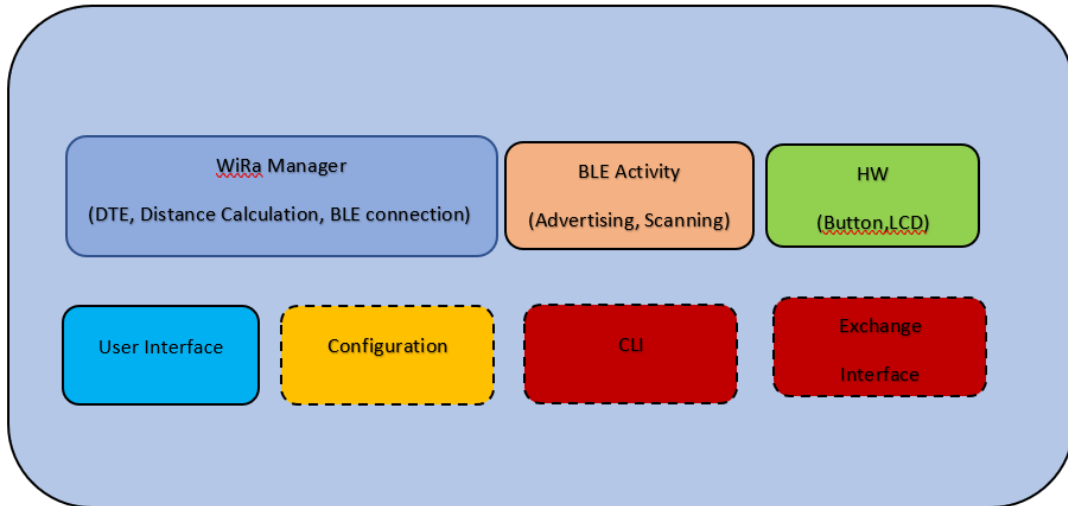 WiRa Manager
(DTE, Distance Calculation, BLE connection)
BLE Activity
(Advertising, Scanning)
HW
(Button,LCD)
User Interface
Configuration
CLI
Exchange
Interface